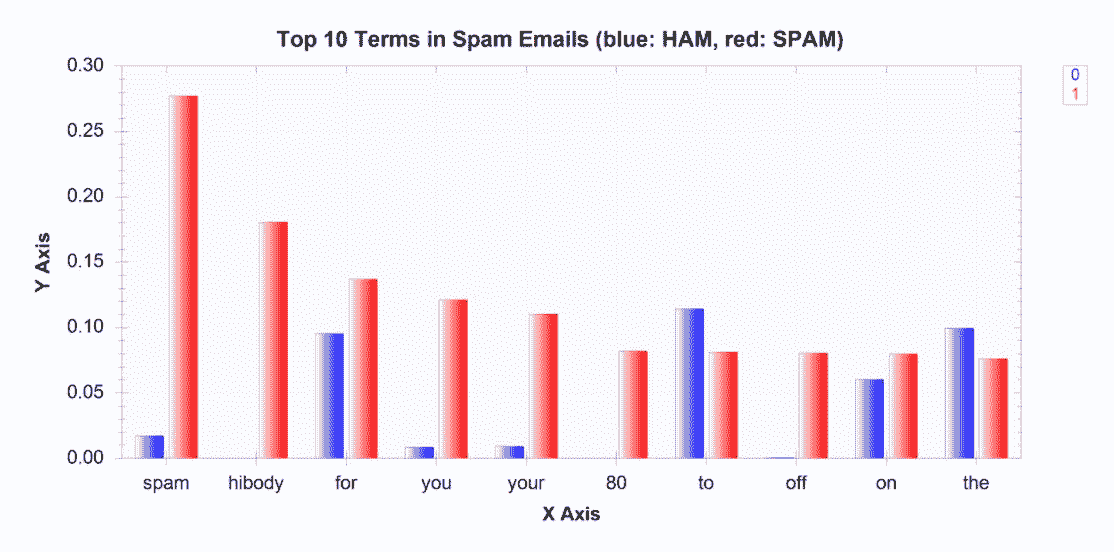 Top 10 Terms in Spam Emails (blue: HAM, red: SPAM)
0
1
0.30
0.25
0.20
0.15
0.10
0.05
0.00
Y Axis
spam hibody for you your 80 to off on the
X Axis